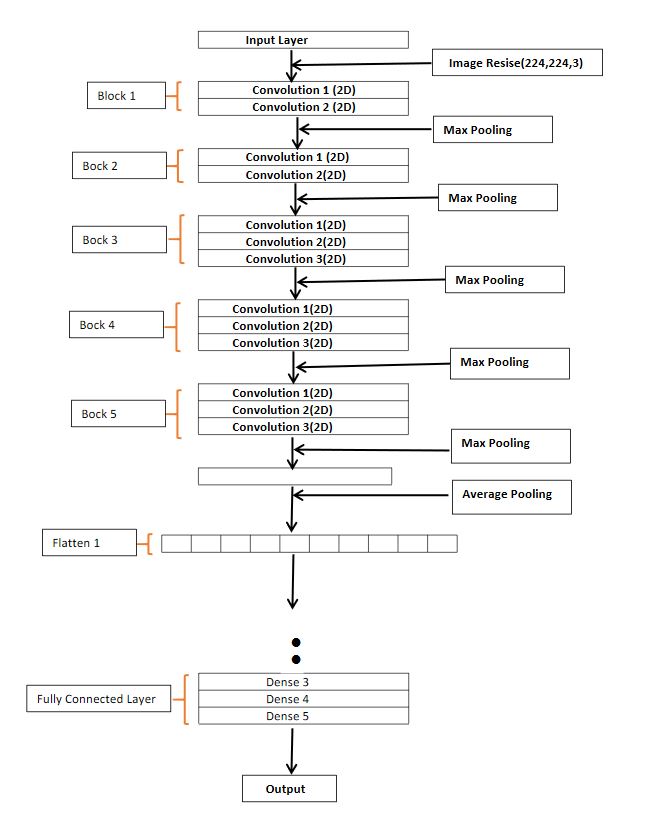 Input Layer
Image Resise(224,224,3)
Block 1
Convolution 1 (2D)
Convolution 2 (2D)
Max Pooling
Bock 2
Convolution 1 (2D)
Convolution 2(2D)
Max Pooling
Bock 3
Convolution 1(2D)
Convolution 2(2D)
Convolution 3(2D)
Max Pooling
Bock 4
Convolution 1(2D)
Convolution 2(2D)
Convolution 3(2D)
Max Pooling
Bock 5
Convolution 1(2D)
Convolution 2(2D)
Convolution 3(2D)
Max Pooling
Average Pooling
Flatten 1
Fully Connected Layer
Dense 3
Dense 4
Dense 5
Output